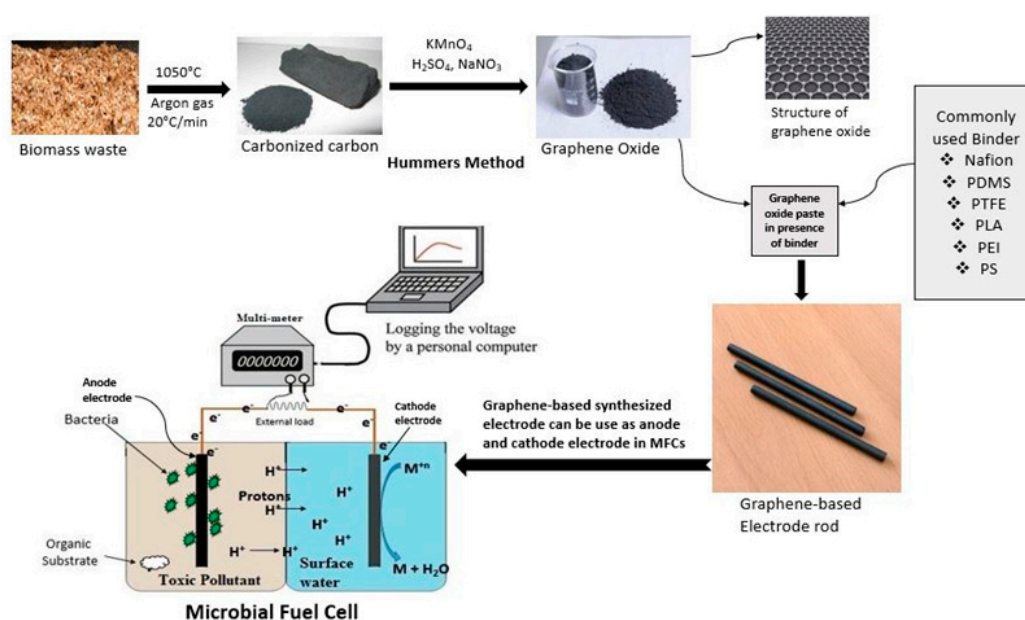 Biomass waste
1050°C
Argon gas
20°C/min
Carbonized carbon
KMnO₄
H₂SO₄, NaNO₃
Hummers Method
Graphene Oxide
Structure of
graphene oxide
Commonly
used Binder
❖ Nafion
❖ PDMS
❖ PTFE
❖ PLA
❖ PEI
❖ PS
Graphene
oxide paste
in presence
of binder
Graphene-based
Electrode rod
Graphene-based synthesized
electrode can be use as anode
and cathode electrode in MFCs
Logging the voltage
by a personal computer
Multi-meter
0000000
Anode
electrode
Bacteria
e⁻
e⁻
External load
e⁻
Cathode
electrode
e⁻
e⁻
e⁻
H⁺
Protons
H⁺
H⁺
H⁺
H⁺
H⁺
H⁺
H⁺
M⁺ⁿ
M + H₂O
Organic
Substrate
Toxic Pollutant
Surface
water
Microbial Fuel Cell